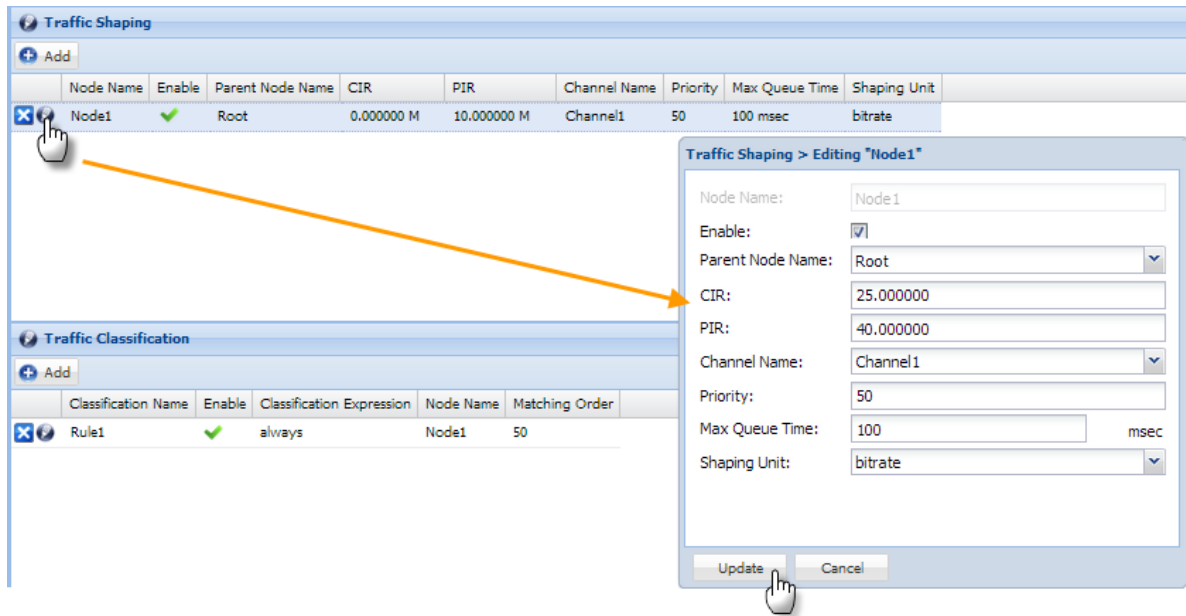 Traffic Shaping
Add
Node Name Enable Parent Node Name CIR PIR Channel Name Priority Max Queue Time Shaping Unit
Node1 Root 0.000000 M 10.000000 M Channel1 50 100 msec bitrate
Traffic Shaping > Editing "Node1"
Node Name: Node1
Enable:
Parent Node Name: Root
CIR: 25.000000
PIR: 40.000000
Channel Name: Channel1
Priority: 50
Max Queue Time: 100 msec
Shaping Unit: bitrate
Update Cancel
Traffic Classification
Add
Classification Name Enable Classification Expression Node Name Matching Order
Rule1 always Node1 50